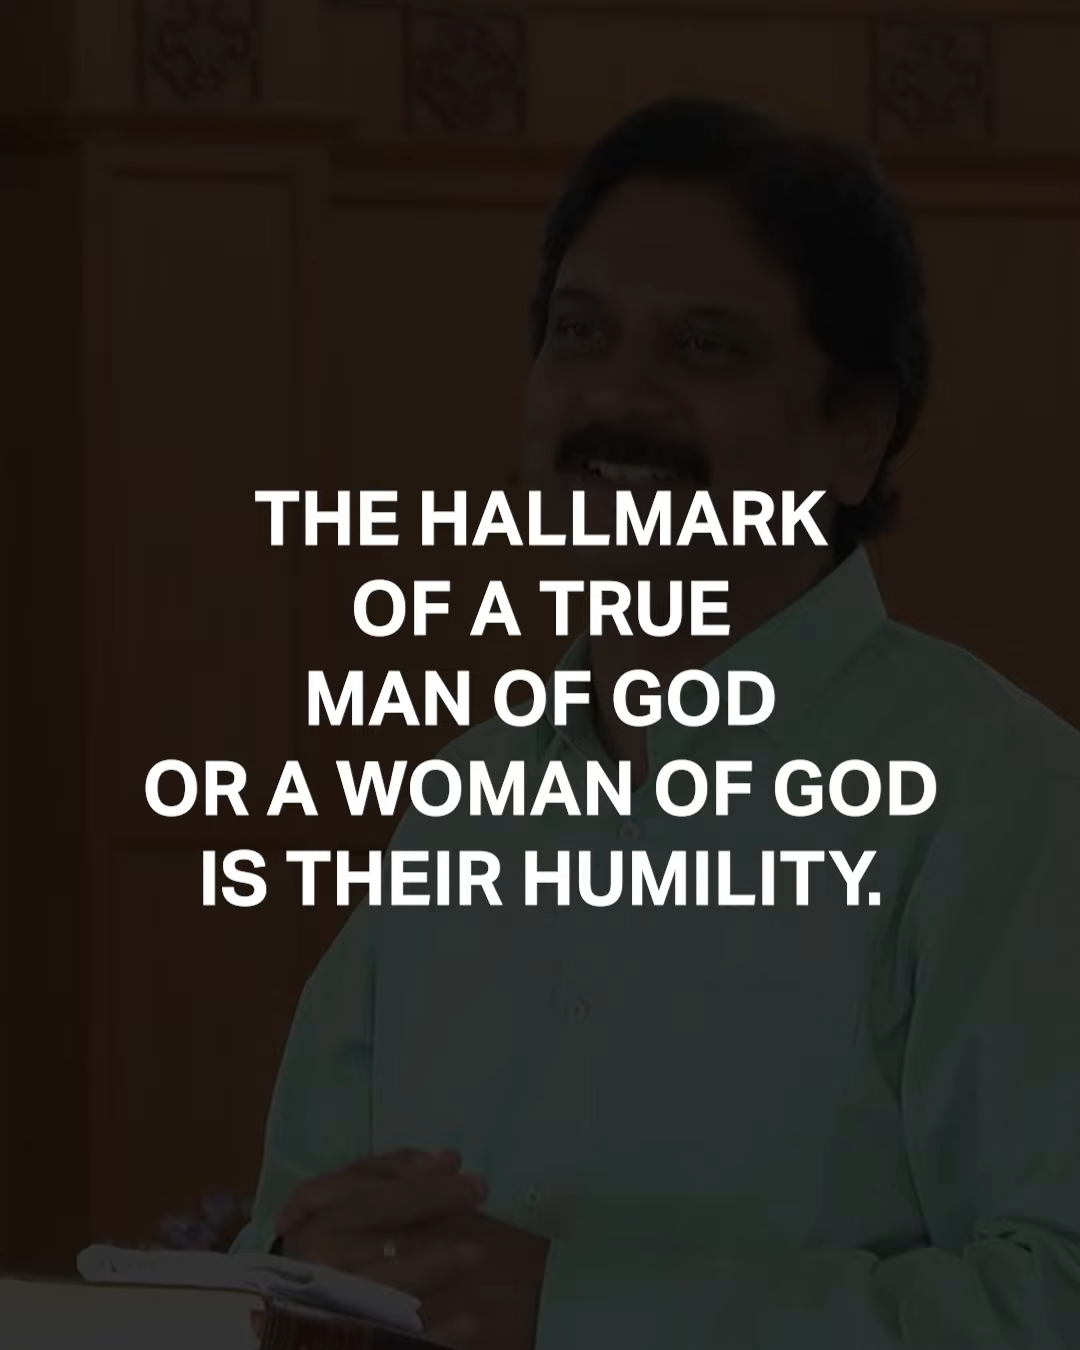 THE HALLMARK
OF A TRUE
MAN OF GOD
OR A WOMAN OF GOD
IS THEIR HUMILITY.